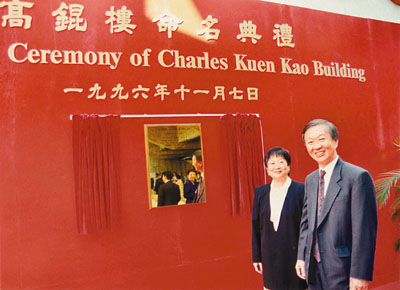 高錕樓命名典禮
Ceremony of Charles Kuen Kao Building
一九九六年十一月七日